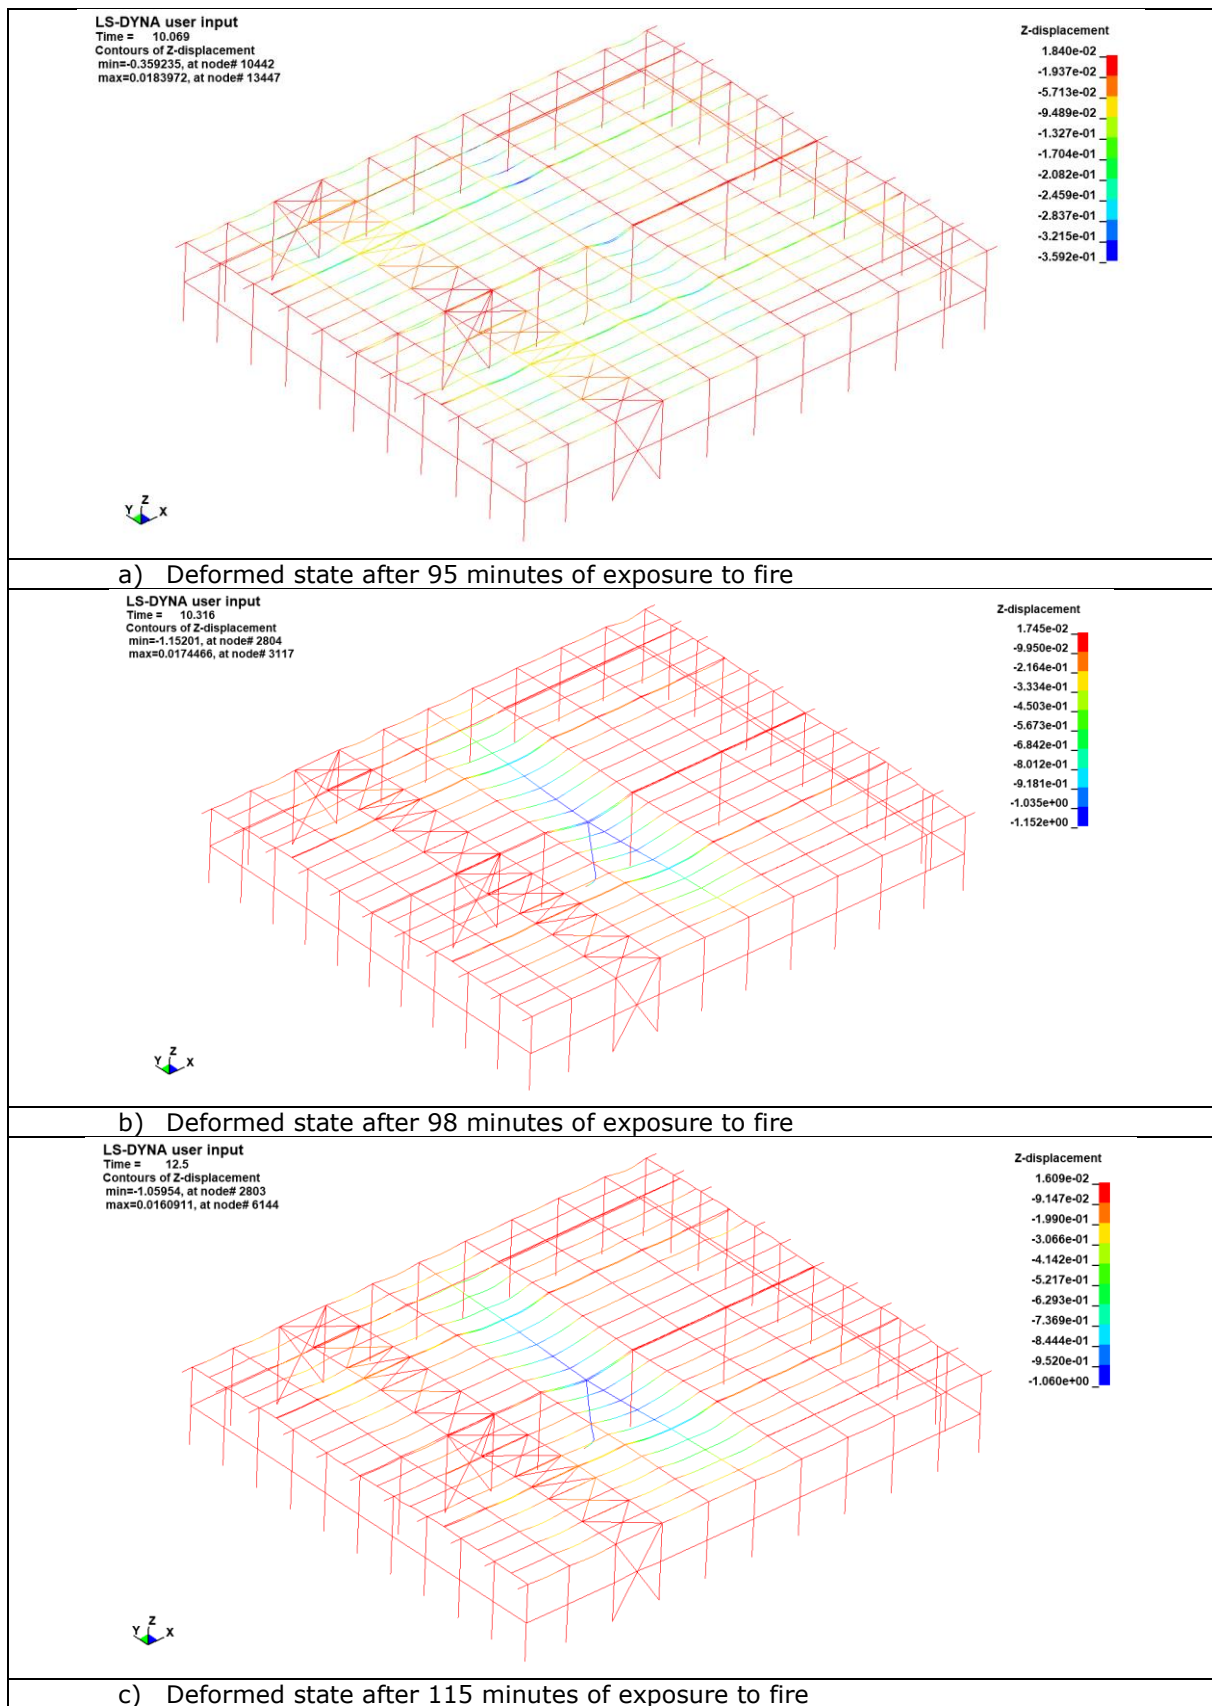 LS-DYNA user input
Time = 10.069
Contours of Z-displacement
min=-0.359235, at node# 10442
max=0.0183972, at node# 13447
Z-displacement
1.840e-02
-1.937e-02
-5.713e-02
-9.489e-02
-1.327e-01
-1.704e-01
-2.082e-01
-2.459e-01
-2.837e-01
-3.215e-01
-3.592e-01
Z
Y X
a) Deformed state after 95 minutes of exposure to fire
LS-DYNA user input
Time = 10.316
Contours of Z-displacement
min=-1.15201, at node# 2804
max=0.0174466, at node# 3117
Z-displacement
1.745e-02
-9.950e-02
-2.164e-01
-3.334e-01
-4.503e-01
-5.673e-01
-6.842e-01
-8.012e-01
-9.181e-01
-1.035e+00
-1.152e+00
Z
Y X
b) Deformed state after 98 minutes of exposure to fire
LS-DYNA user input
Time = 12.5
Contours of Z-displacement
min=-1.05954, at node# 2803
max=0.0160911, at node# 6144
Z-displacement
1.609e-02
-9.147e-02
-1.990e-01
-3.066e-01
-4.142e-01
-5.217e-01
-6.293e-01
-7.369e-01
-8.444e-01
-9.520e-01
-1.060e+00
Z
Y X
c) Deformed state after 115 minutes of exposure to fire